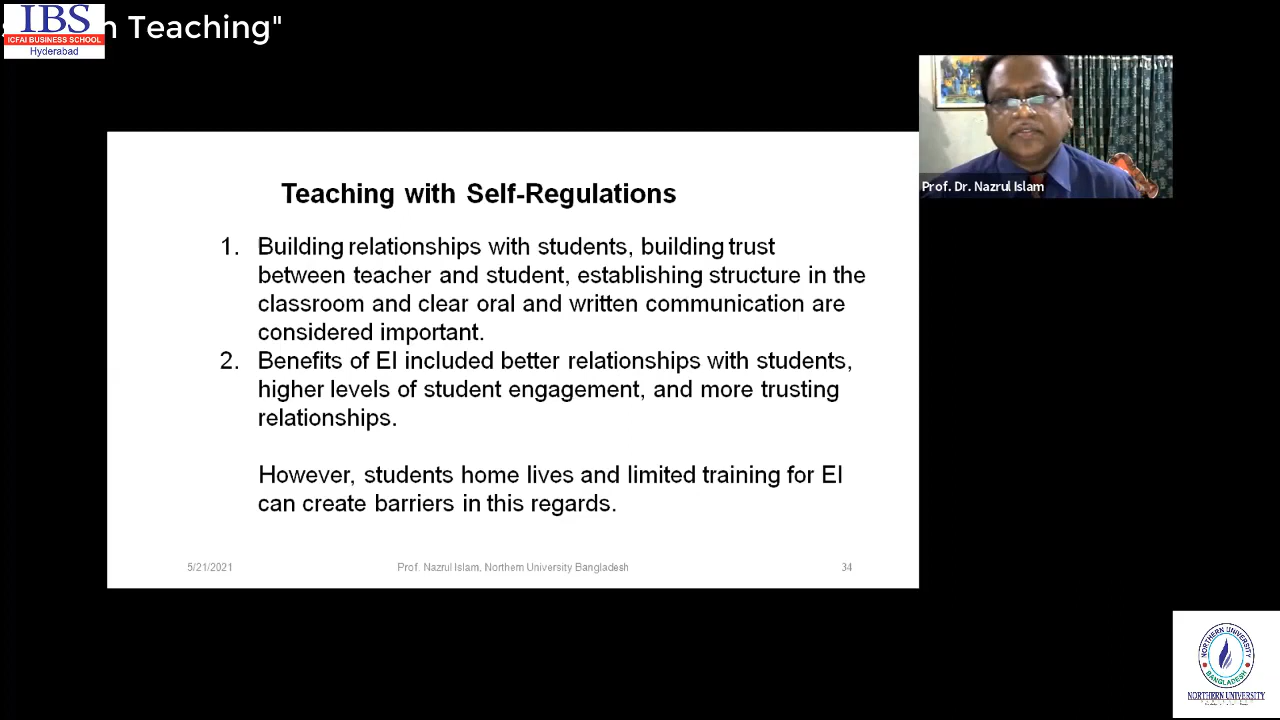 IBS
ICFAI BUSINESS SCHOOL
Hyderabad
n Teaching"
Prof. Dr. Nazrul Islam
Teaching with Self-Regulations
1. Building relationships with students, building trust
between teacher and student, establishing structure in the
classroom and clear oral and written communication are
considered important.
2. Benefits of EI included better relationships with students,
higher levels of student engagement, and more trusting
relationships.
However, students home lives and limited training for EI
can create barriers in this regards.
5/21/2021 Prof. Nazrul Islam, Northern University Bangladesh 34
NORTHERN UNIVERSITY
BANGLADESH
NORTHERN UNIVERSITY